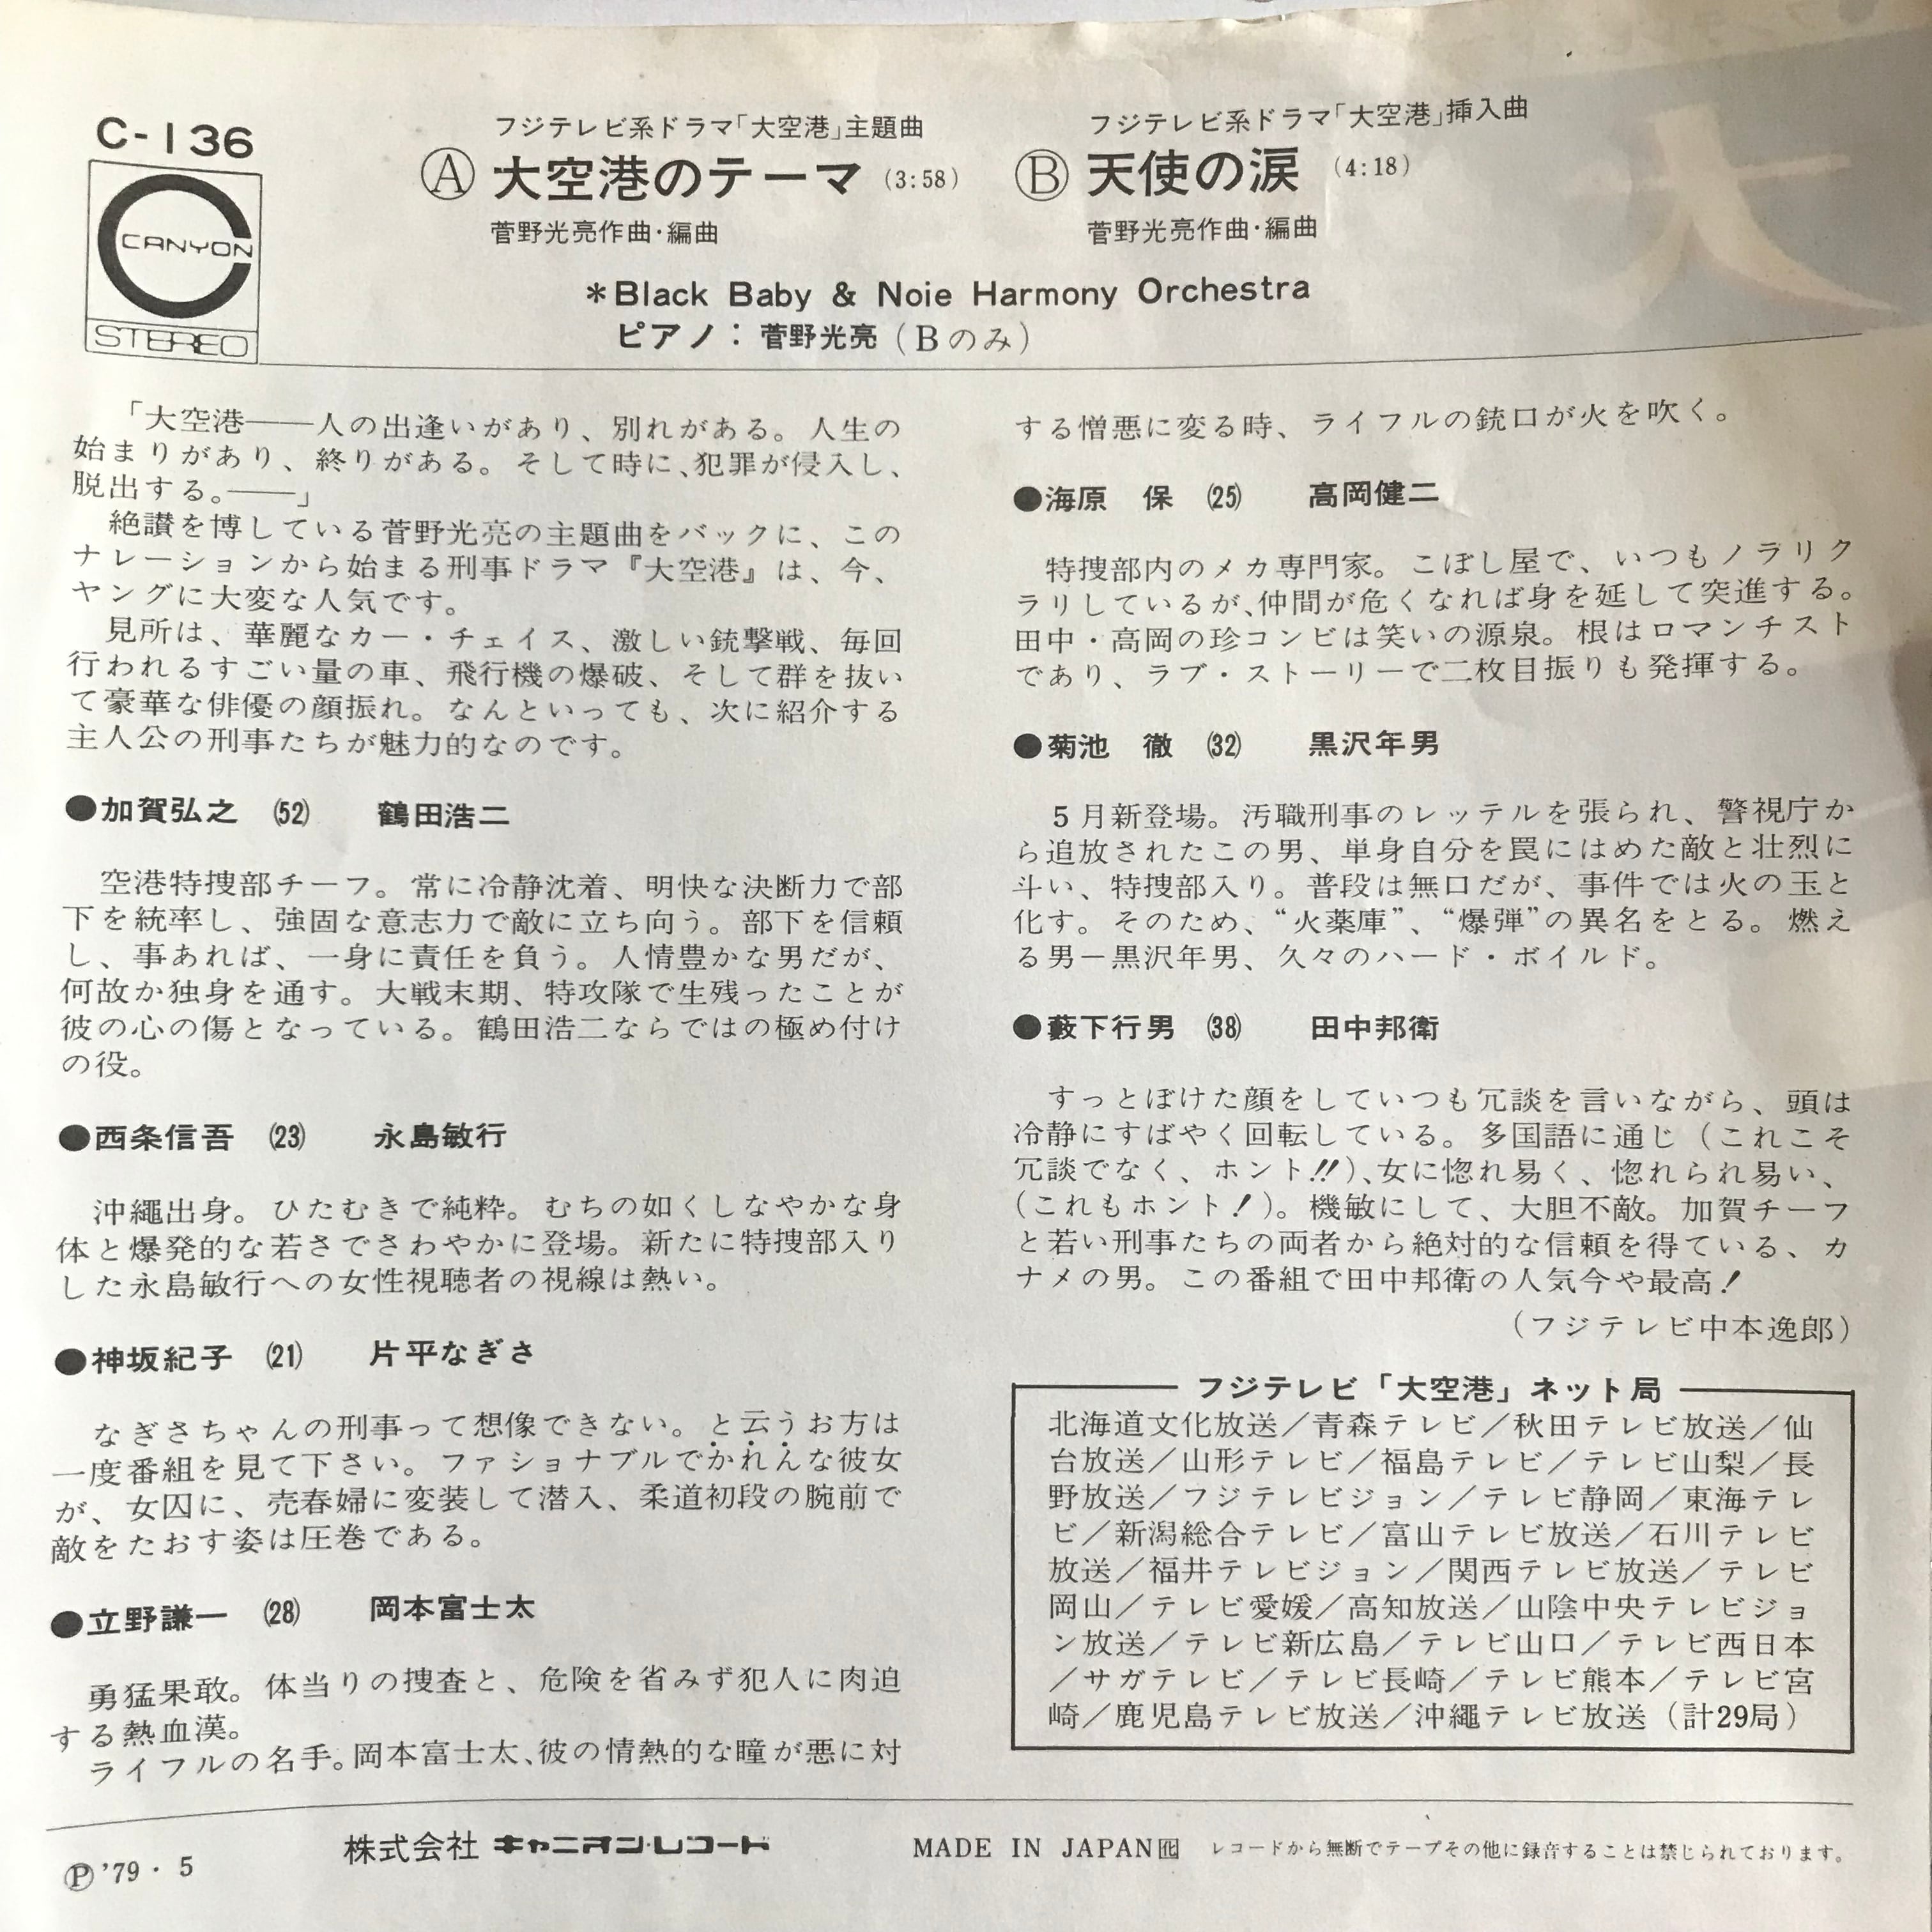 C-136
CANYON
STEREO
フジテレビ系ドラマ「大空港」主題曲
Ⓐ 大空港のテーマ (3:58)
菅野光亮作曲・編曲
フジテレビ系ドラマ「大空港」挿入曲
Ⓑ 天使の涙 (4:18)
菅野光亮作曲・編曲
*Black Baby & Noie Harmony Orchestra
ピアノ：菅野光亮（Bのみ）
「大空港――人の出逢いがあり、別れがある。人生の
始まりがあり、終りがある。そして時に、犯罪が侵入し、
脱出する。――」
絶讃を博している菅野光亮の主題曲をバックに、この
ナレーションから始まる刑事ドラマ『大空港』は、今、
ヤングに大変な人気です。
見所は、華麗なカー・チェイス、激しい銃撃戦、毎回
行われるすごい量の車、飛行機の爆破、そして群を抜い
て豪華な俳優の顔振れ。なんといっても、次に紹介する
主人公の刑事たちが魅力的なのです。
●加賀弘之 (52) 鶴田浩二
空港特捜部チーフ。常に冷静沈着、明快な決断力で部
下を統率し、強固な意志力で敵に立ち向う。部下を信頼
し、事あれば、一身に責任を負う。人情豊かな男だが、
何故か独身を通す。大戦末期、特攻隊で生残ったことが
彼の心の傷となっている。鶴田浩二ならではの極め付け
の役。
●西条信吾 (23) 永島敏行
沖繩出身。ひたむきで純粋。むちの如くしなやかな身
体と爆発的な若さでさわやかに登場。新たに特捜部入り
した永島敏行への女性視聴者の視線は熱い。
●神坂紀子 (21) 片平なぎさ
なぎさちゃんの刑事って想像できない。と云うお方は
一度番組を見て下さい。ファショナブルでかれんな彼女
が、女囚に、売春婦に変装して潜入、柔道初段の腕前で
敵をたおす姿は圧巻である。
●立野謙一 (28) 岡本富士太
勇猛果敢。体当りの捜査と、危険を省みず犯人に肉迫
する熱血漢。
ライフルの名手。岡本富士太、彼の情熱的な瞳が悪に対
する憎悪に変る時、ライフルの銃口が火を吹く。
●海原 保 (25) 高岡健二
特捜部内のメカ専門家。こぼし屋で、いつもノラリク
ラリしているが、仲間が危くなれば身を延して突進する。
田中・高岡の珍コンビは笑いの源泉。根はロマンチスト
であり、ラブ・ストーリーで二枚目振りも発揮する。
●菊池 徹 (32) 黒沢年男
5月新登場。汚職刑事のレッテルを張られ、警視庁か
ら追放されたこの男、単身自分を罠にはめた敵と壮烈に
斗い、特捜部入り。普段は無口だが、事件では火の玉と
化す。そのため、“火薬庫”、“爆弾”の異名をとる。燃え
る男－黒沢年男、久々のハード・ボイルド。
●藪下行男 (38) 田中邦衛
すっとぼけた顔をしていつも冗談を言いながら、頭は
冷静にすばやく回転している。多国語に通じ（これこそ
冗談でなく、ホント!!）、女に惚れ易く、惚れられ易い、
（これもホント！）。機敏にして、大胆不敵。加賀チーフ
と若い刑事たちの両者から絶対的な信頼を得ている、カ
ナメの男。この番組で田中邦衛の人気今や最高！
（フジテレビ中本逸郎）
フジテレビ「大空港」ネット局
北海道文化放送／青森テレビ／秋田テレビ放送／仙
台放送／山形テレビ／福島テレビ／テレビ山梨／長
野放送／フジテレビジョン／テレビ静岡／東海テレ
ビ／新潟総合テレビ／富山テレビ放送／石川テレビ
放送／福井テレビジョン／関西テレビ放送／テレビ
岡山／テレビ愛媛／高知放送／山陰中央テレビジョ
ン放送／テレビ新広島／テレビ山口／テレビ西日本
／サガテレビ／テレビ長崎／テレビ熊本／テレビ宮
崎／鹿児島テレビ放送／沖繩テレビ放送（計29局）
Ⓟ'79・5
株式会社 キャニオン・レコード
MADE IN JAPAN
レコードから無断でテープその他に録音することは禁じられております。
大